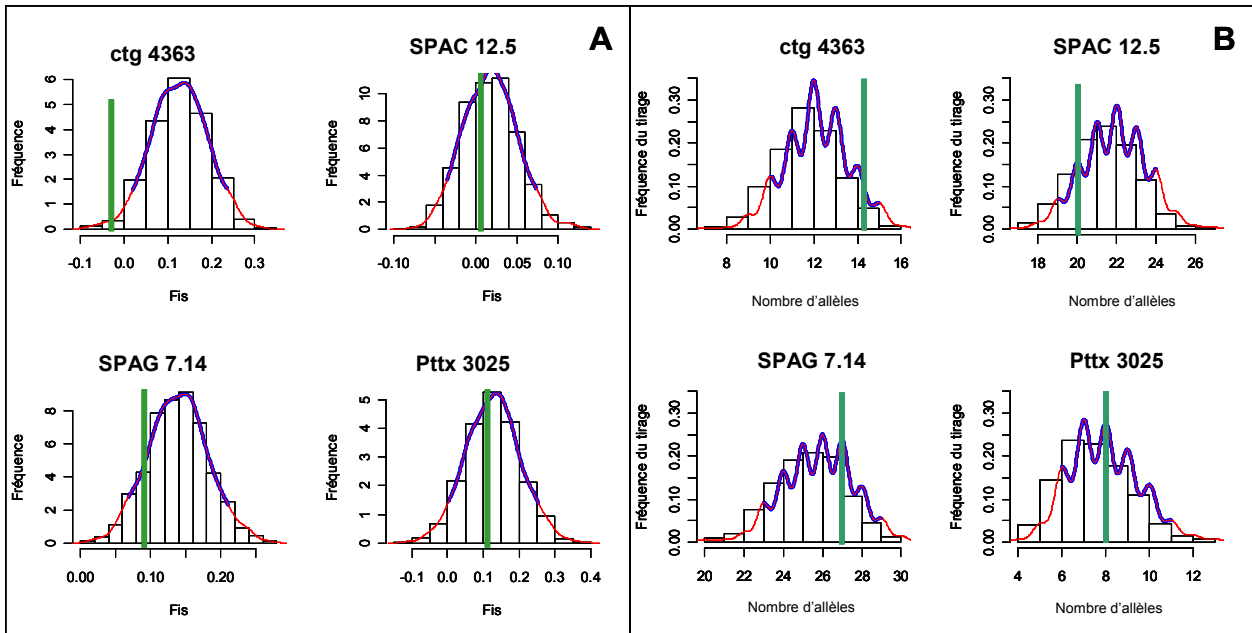 A
ctg 4363
Fréquence
0 1 2 3 4 5 6
-0.1 0.0 0.1 0.2 0.3
Fis
SPAC 12.5
Fréquence
0 2 4 6 8 10
-0.10 0.00 0.05 0.10
Fis
SPAG 7.14
Fréquence
0 2 4 6 8
0.00 0.10 0.20
Fis
Pttx 3025
Fréquence
0 1 2 3 4 5
-0.1 0.0 0.1 0.2 0.3 0.4
Fis
B
ctg 4363
Fréquence du tirage
0.00 0.10 0.20 0.30
8 10 12 14 16
Nombre d'allèles
SPAC 12.5
Fréquence du tirage
0.00 0.10 0.20 0.30
18 20 22 24 26
Nombre d'allèles
SPAG 7.14
Fréquence du tirage
0.00 0.10 0.20 0.30
20 22 24 26 28 30
Nombre d'allèles
Pttx 3025
Fréquence du tirage
0.00 0.10 0.20 0.30
4 6 8 10 12
Nombre d'allèles